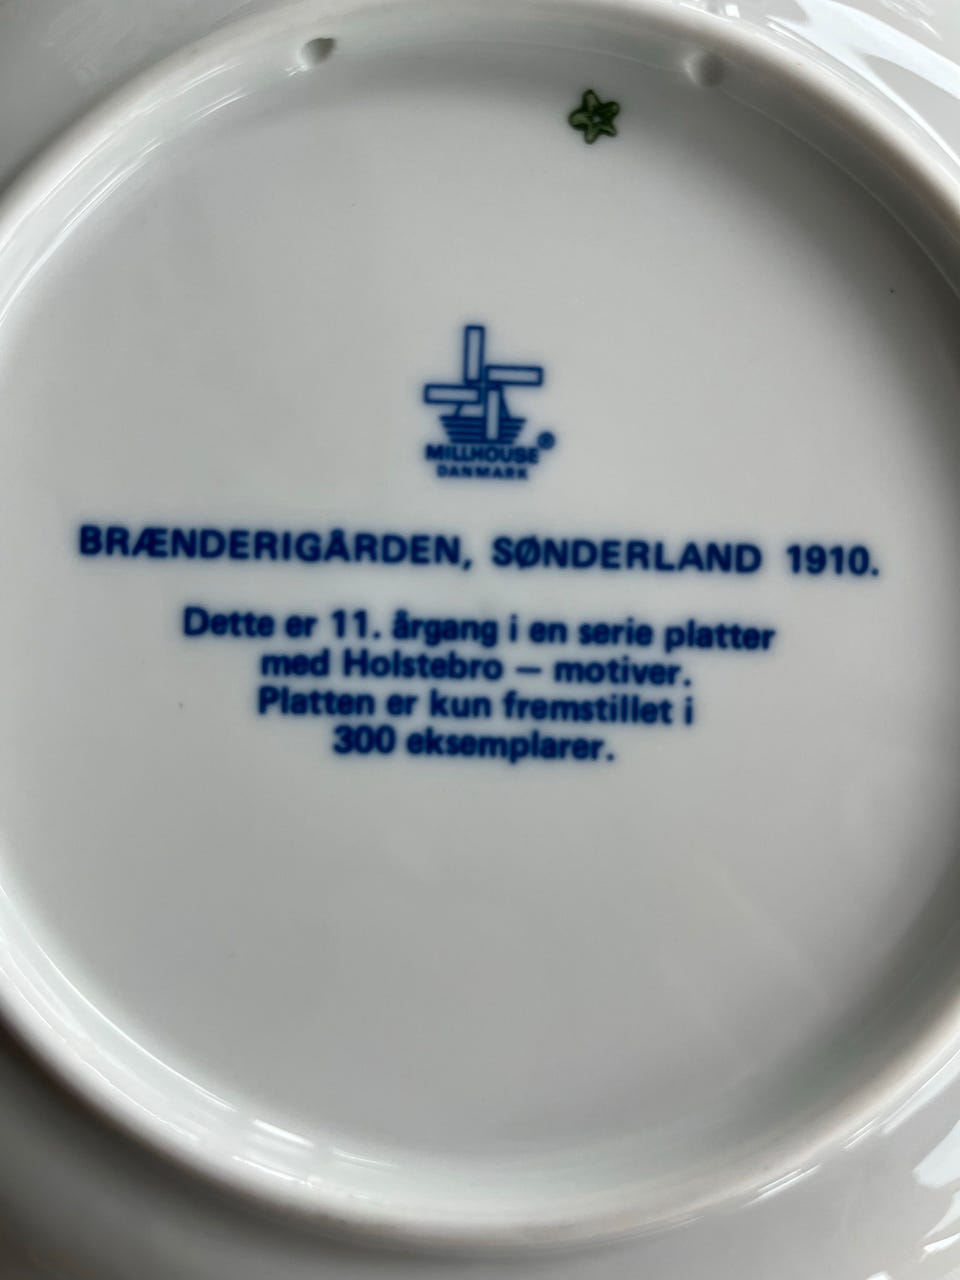 MILLHOUSE®
DANMARK
BRÆNDERIGÅRDEN, SØNDERLAND 1910.
Dette er 11. årgang i en serie platter
med Holstebro – motiver.
Platten er kun fremstillet i
300 eksemplarer.